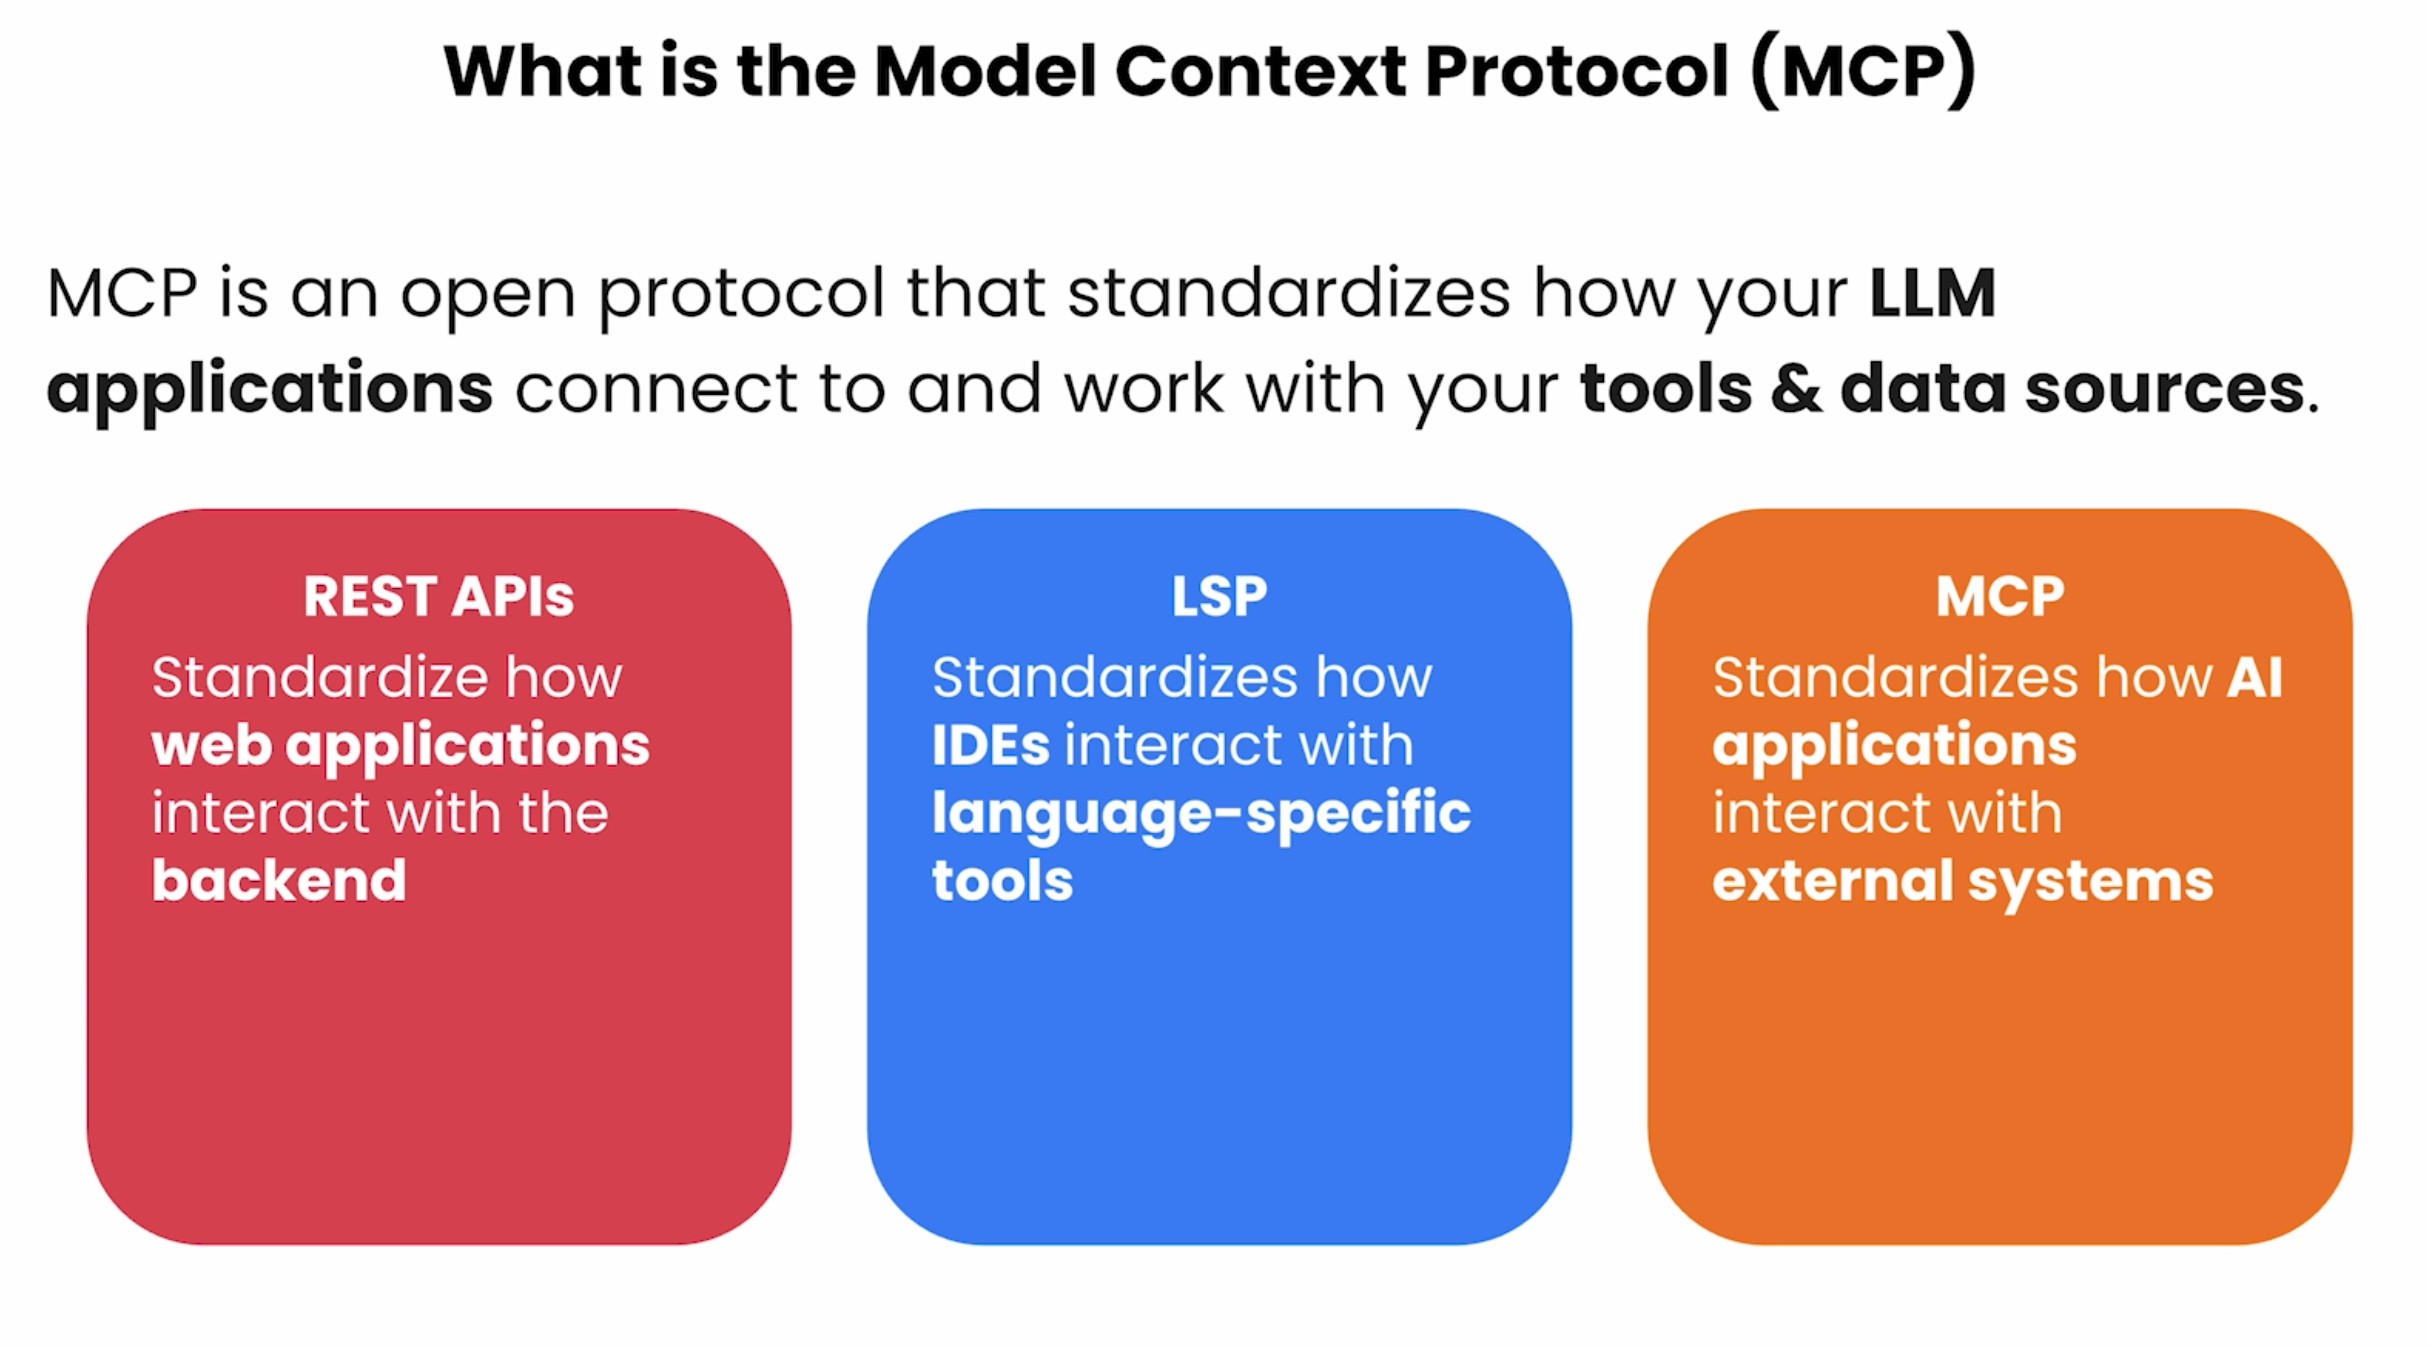 What is the Model Context Protocol (MCP)
MCP is an open protocol that standardizes how your LLM
applications connect to and work with your tools & data sources.
REST APIs
Standardize how
web applications
interact with the
backend
LSP
Standardizes how
IDEs interact with
language-specific
tools
MCP
Standardizes how AI
applications
interact with
external systems